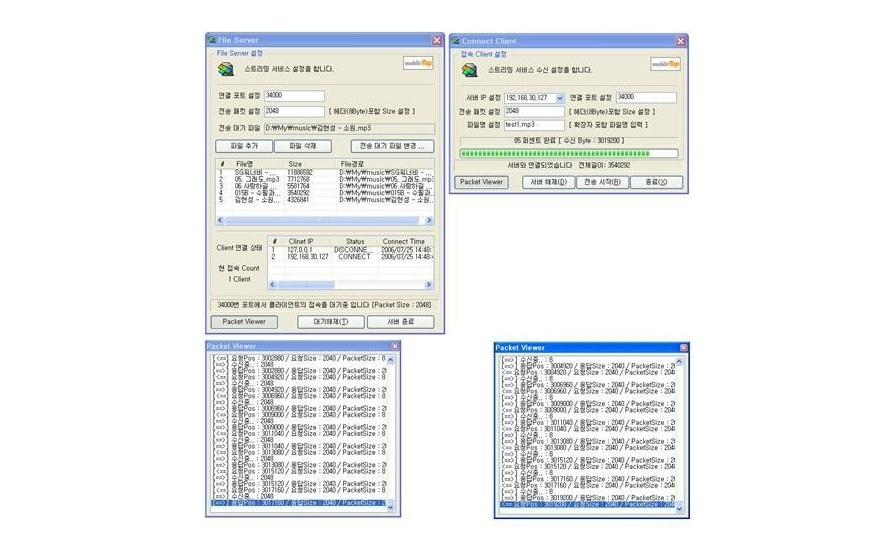 File Server
File Server 설정
스트리밍 서비스 설정을 합니다.
연결 포트 설정 34000
전송 패킷 설정 2048 [ 헤더(8Byte)포함 Size 설정 ]
전송 대기 파일 D:₩My₩music₩김현성 - 소원.mp3
파일 추가 파일 삭제 전송 대기 파일 변경 ...
# File명 Size File경로
1 SG워너비 - ... 11886592 D:₩My₩music₩SG워너비...
2 05. 그래도.mp3 7712768 D:₩My₩music₩05. 그래도...
3 06 사랑하길 ... 5581764 D:₩My₩music₩06 사랑하...
4 015B - 수필과... 3540292 D:₩My₩music₩015B - 수...
5 김현성 - 소원... 4326841 D:₩My₩music₩김현성 - ...
Client 연결 상태
현 접속 Count
1 Client
# Clinet IP Status Connect Time
1 127.0.0.1 DISCONNE... 2006/07/25 14:48:
2 192.168.30.127 CONNECT 2006/07/25 14:48:
34000번 포트에서 클라이언트의 접속을 대기중 입니다 [Packet Size : 2048]
Packet Viewer 대기해제(T) 서버 종료
Connect Client
접속 Client 설정
스트리밍 서비스 수신 설정을 합니다.
서버 IP 설정 192.168.30.127 연결 포트 설정 34000
전송 패킷 설정 2048 [ 헤더(8Byte)포함 Size 설정 ]
파일명 설정 test1.mp3 [ 확장자 포함 파일명 입력 ]
85 퍼센트 완료 [ 수신 Byte : 3019200 ]
서버와 연결되었습니다 전체길이: 3540292
Packet Viewer 서버 해제(D) 전송 시작(R) 종료(X)
Packet Viewer
[<==] 요청Pos : 3002880 / 요청Size : 2040 / PacketSize : 8
[<==] 수신중.. : 2048
[==>] 응답Pos : 3002880 / 응답Size : 2040 / PacketSize : 2
[<==] 요청Pos : 3004920 / 요청Size : 2040 / PacketSize : 8
[<==] 수신중.. : 2048
[==>] 응답Pos : 3004920 / 응답Size : 2040 / PacketSize : 2
[<==] 요청Pos : 3006960 / 요청Size : 2040 / PacketSize : 8
[<==] 수신중.. : 2048
[==>] 응답Pos : 3006960 / 응답Size : 2040 / PacketSize : 2
[<==] 요청Pos : 3009000 / 요청Size : 2040 / PacketSize : 8
[<==] 수신중.. : 2048
[==>] 응답Pos : 3009000 / 응답Size : 2040 / PacketSize : 2
[<==] 요청Pos : 3011040 / 요청Size : 2040 / PacketSize : 8
[<==] 수신중.. : 2048
[==>] 응답Pos : 3011040 / 응답Size : 2040 / PacketSize : 2
[<==] 요청Pos : 3013080 / 요청Size : 2040 / PacketSize : 8
[<==] 수신중.. : 2048
[==>] 응답Pos : 3013080 / 응답Size : 2040 / PacketSize : 2
[<==] 요청Pos : 3015120 / 요청Size : 2040 / PacketSize : 8
[<==] 수신중.. : 2048
[==>] 응답Pos : 3015120 / 응답Size : 2040 / PacketSize : 2
[<==] 요청Pos : 3017160 / 요청Size : 2040 / PacketSize : 8
[<==] 수신중.. : 2048
[==>] 응답Pos : 3017160 / 응답Size : 2040 / PacketSize : 2
Packet Viewer
[==>] 수신중.. : 8
[==>] 응답Pos : 3004920 / 응답Size : 2040 / PacketSize : 2
<== 요청Pos : 3004920 / 요청Size : 2040 / PacketSize : 204
[==>] 수신중.. : 8
[==>] 응답Pos : 3006960 / 응답Size : 2040 / PacketSize : 2
<== 요청Pos : 3006960 / 요청Size : 2040 / PacketSize : 204
[==>] 수신중.. : 8
[==>] 응답Pos : 3009000 / 응답Size : 2040 / PacketSize : 2
<== 요청Pos : 3009000 / 요청Size : 2040 / PacketSize : 204
[==>] 수신중.. : 8
[==>] 응답Pos : 3011040 / 응답Size : 2040 / PacketSize : 2
<== 요청Pos : 3011040 / 요청Size : 2040 / PacketSize : 204
[==>] 수신중.. : 8
[==>] 응답Pos : 3013080 / 응답Size : 2040 / PacketSize : 2
<== 요청Pos : 3013080 / 요청Size : 2040 / PacketSize : 204
[==>] 수신중.. : 8
[==>] 응답Pos : 3015120 / 응답Size : 2040 / PacketSize : 2
<== 요청Pos : 3015120 / 요청Size : 2040 / PacketSize : 204
[==>] 수신중.. : 8
[==>] 응답Pos : 3017160 / 응답Size : 2040 / PacketSize : 2
<== 요청Pos : 3017160 / 요청Size : 2040 / PacketSize : 204
[==>] 수신중.. : 8
[==>] 응답Pos : 3019200 / 응답Size : 2040 / PacketSize : 2
<== 요청Pos : 3019200 / 요청Size : 2040 / PacketSize : 204